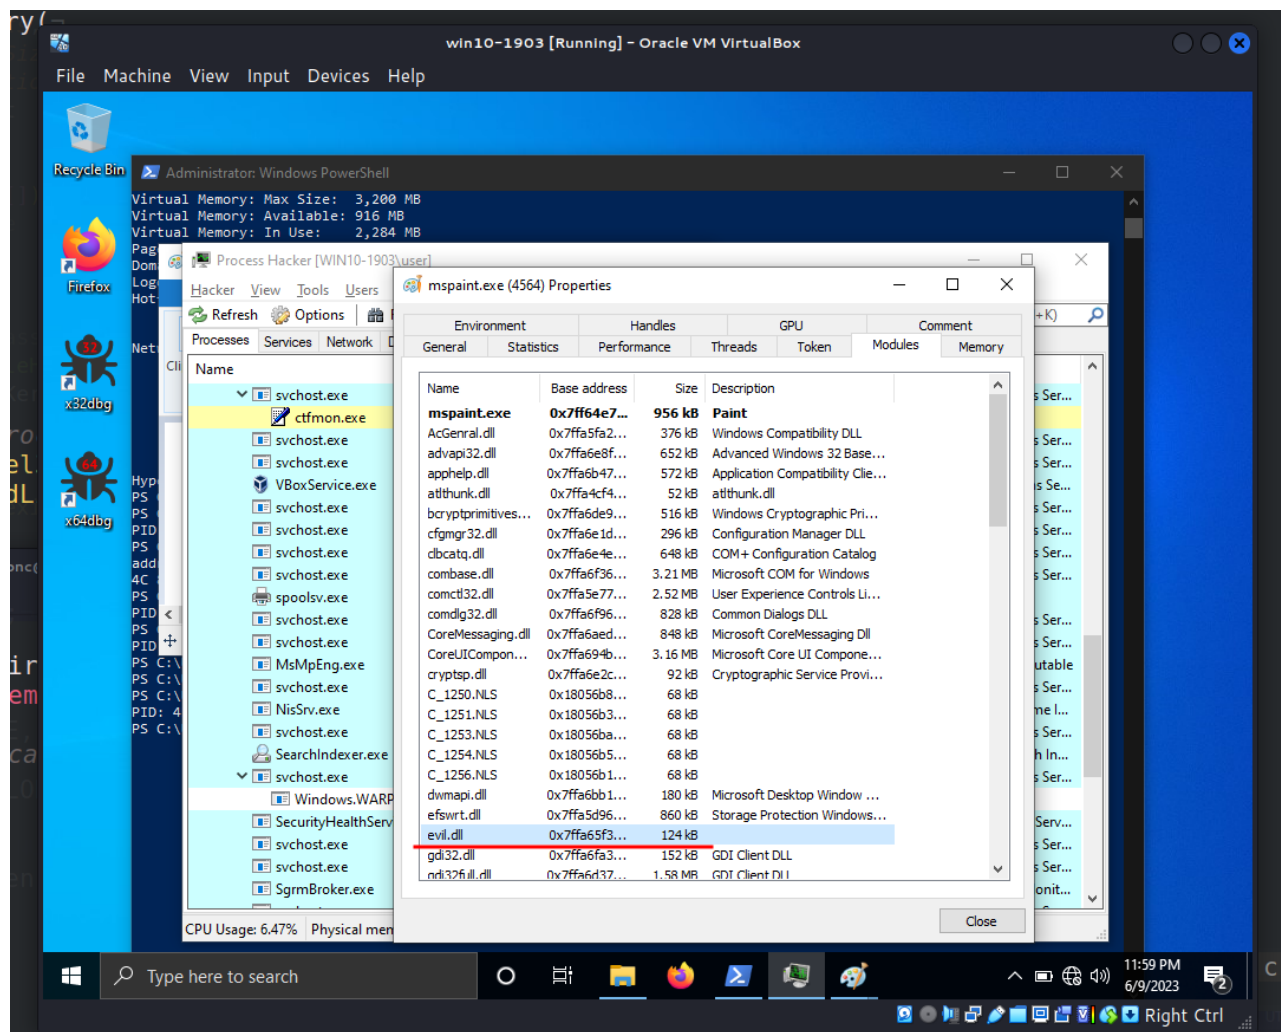 ry(
win10-1903 [Running] - Oracle VM VirtualBox
File Machine View Input Devices Help
Recycle Bin
Firefox
x32dbg
x64dbg
Administrator: Windows PowerShell
Virtual Memory: Max Size: 3,200 MB
Virtual Memory: Available: 916 MB
Virtual Memory: In Use: 2,284 MB
Process Hacker [WIN10-1903\user]
Hacker View Tools Users
Refresh Options
Processes Services Network
Name
svchost.exe
ctfmon.exe
svchost.exe
svchost.exe
VBoxService.exe
svchost.exe
svchost.exe
svchost.exe
svchost.exe
spoolsv.exe
svchost.exe
svchost.exe
MsMpEng.exe
svchost.exe
NisSrv.exe
svchost.exe
SearchIndexer.exe
svchost.exe
Windows.WARP
SecurityHealthServ
svchost.exe
svchost.exe
SgrmBroker.exe
CPU Usage: 6.47% Physical mem
mspaint.exe (4564) Properties
Environment Handles GPU Comment
General Statistics Performance Threads Token Modules Memory
Name Base address Size Description
mspaint.exe 0x7ff64e7... 956 kB Paint
AcGenral.dll 0x7ffa5fa2... 376 kB Windows Compatibility DLL
advapi32.dll 0x7ffa6e8f... 652 kB Advanced Windows 32 Base...
apphelp.dll 0x7ffa6b47... 572 kB Application Compatibility Clie...
atlthunk.dll 0x7ffa4cf4... 52 kB atlthunk.dll
bcryptprimitives... 0x7ffa6de9... 516 kB Windows Cryptographic Pri...
cfgmgr32.dll 0x7ffa6e1d... 296 kB Configuration Manager DLL
clbcatq.dll 0x7ffa6e4e... 648 kB COM+ Configuration Catalog
combase.dll 0x7ffa6f36... 3.21 MB Microsoft COM for Windows
comctl32.dll 0x7ffa5e77... 2.52 MB User Experience Controls Li...
comdlg32.dll 0x7ffa6f96... 828 kB Common Dialogs DLL
CoreMessaging.dll 0x7ffa6aed... 848 kB Microsoft CoreMessaging Dll
CoreUICompon... 0x7ffa694b... 3.16 MB Microsoft Core UI Compone...
cryptsp.dll 0x7ffa6e2c... 92 kB Cryptographic Service Provi...
C_1250.NLS 0x18056b8... 68 kB
C_1251.NLS 0x18056b3... 68 kB
C_1253.NLS 0x18056ba... 68 kB
C_1254.NLS 0x18056b5... 68 kB
C_1256.NLS 0x18056b1... 68 kB
dwmapi.dll 0x7ffa6bb1... 180 kB Microsoft Desktop Window ...
efswrt.dll 0x7ffa5d96... 860 kB Storage Protection Windows...
evil.dll 0x7ffa65f3... 124 kB
gdi32.dll 0x7ffa6fa3... 152 kB GDI Client DLL
gdi32full.dll 0x7ffa6d37... 1.58 MB GDI Client DLL
Close
Type here to search
11:59 PM
6/9/2023
2
Right Ctrl